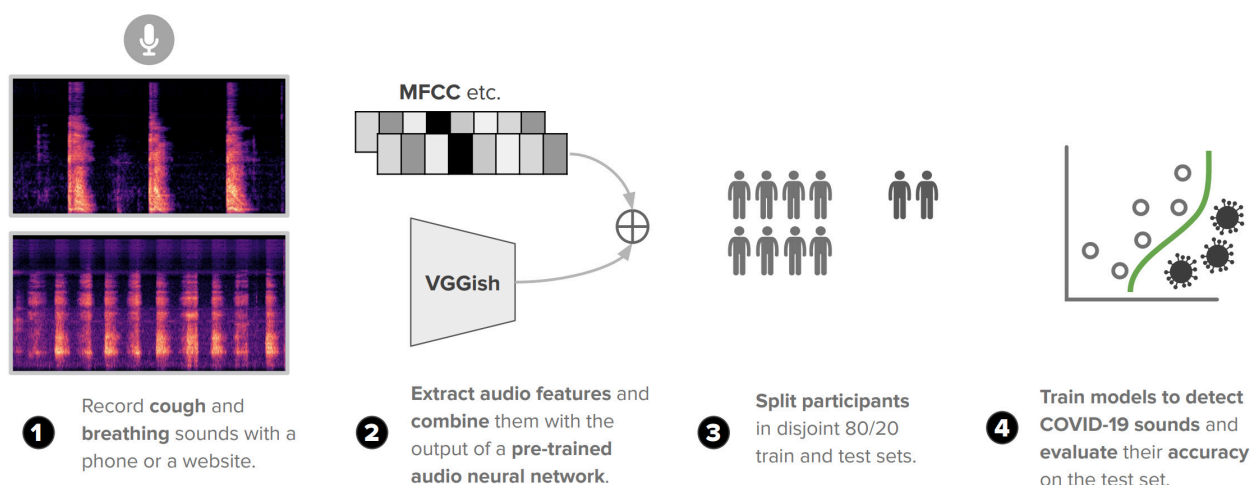 MFCC etc.
VGGish
1
Record cough and
breathing sounds with a
phone or a website.
2
Extract audio features and
combine them with the
output of a pre-trained
audio neural network.
3
Split participants
in disjoint 80/20
train and test sets.
4
Train models to detect
COVID-19 sounds and
evaluate their accuracy
on the test set.